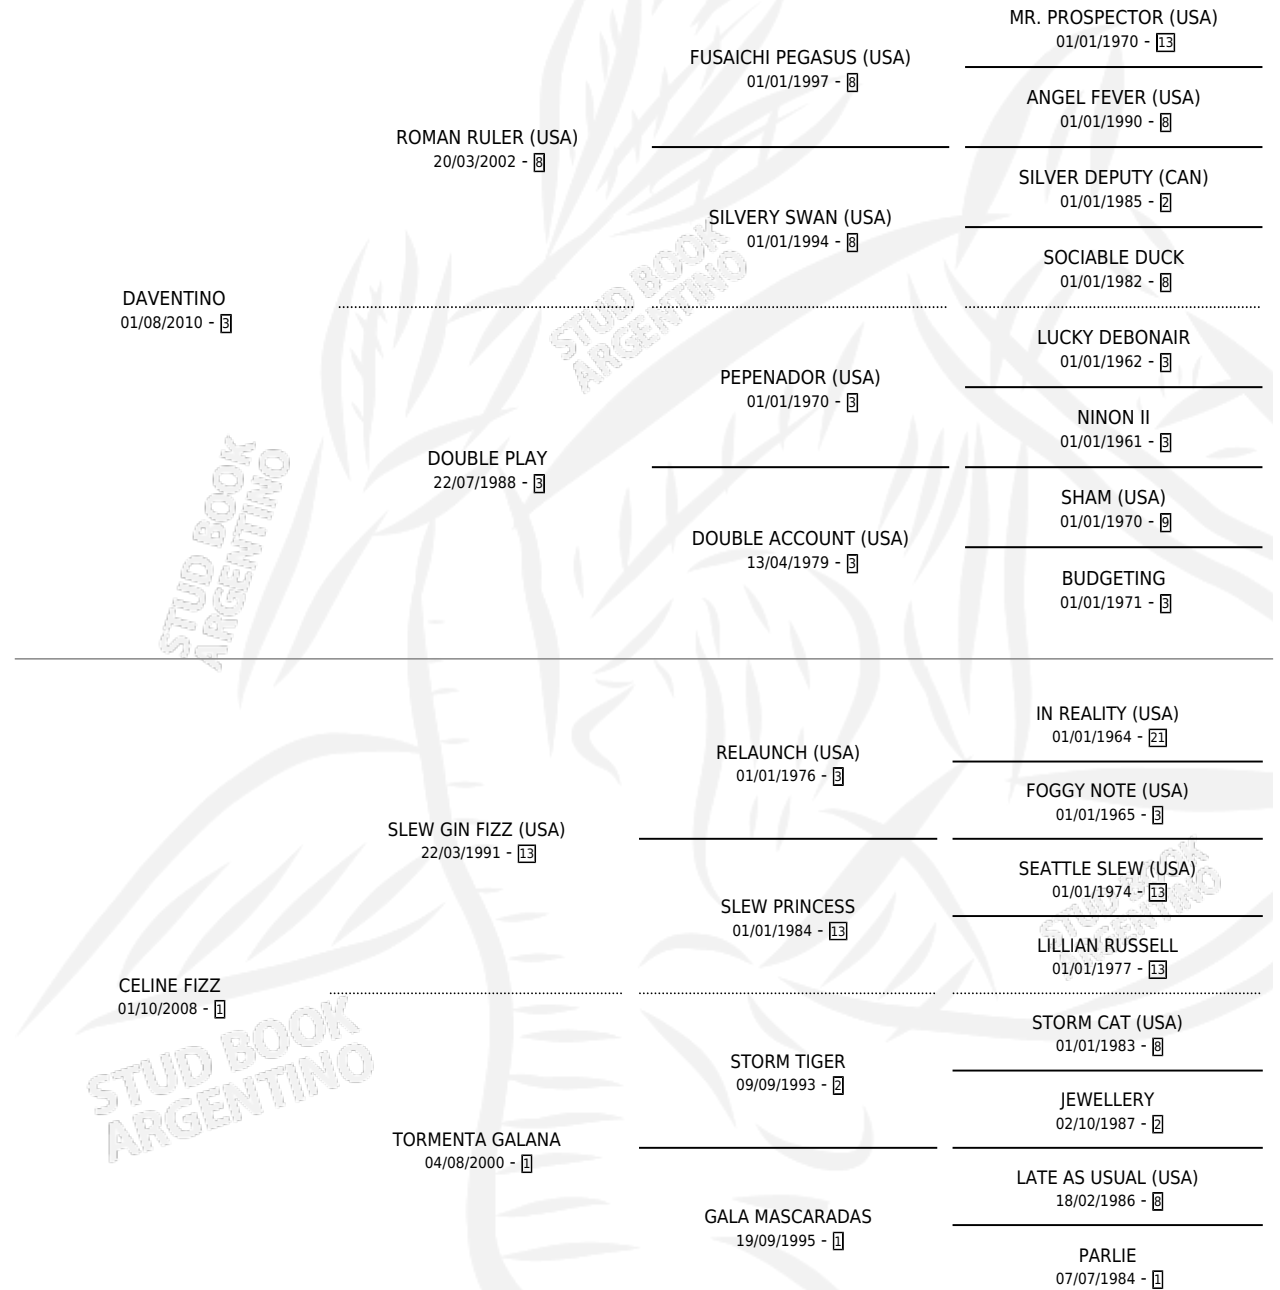 MR. PROSPECTOR (USA)
01/01/1970 - 13
FUSAICHI PEGASUS (USA)
01/01/1997 - 8
ANGEL FEVER (USA)
01/01/1990 - 8
ROMAN RULER (USA)
20/03/2002 - 8
SILVER DEPUTY (CAN)
01/01/1985 - 2
SILVERY SWAN (USA)
01/01/1994 - 8
SOCIABLE DUCK
01/01/1982 - 8
STUD BOOK
ARGENTINO
DAVENTINO
01/08/2010 - 3
LUCKY DEBONAIR
01/01/1962 - 3
PEPENADOR (USA)
01/01/1970 - 3
NINON II
01/01/1961 - 3
DOUBLE PLAY
22/07/1988 - 3
SHAM (USA)
01/01/1970 - 9
DOUBLE ACCOUNT (USA)
13/04/1979 - 3
BUDGETING
01/01/1971 - 3
STUD BOOK
ARGENTINO
IN REALITY (USA)
01/01/1964 - 21
RELAUNCH (USA)
01/01/1976 - 3
FOGGY NOTE (USA)
01/01/1965 - 3
SLEW GIN FIZZ (USA)
22/03/1991 - 13
SEATTLE SLEW (USA)
01/01/1974 - 13
SLEW PRINCESS
01/01/1984 - 13
LILLIAN RUSSELL
01/01/1977 - 13
STUD BOOK
ARGENTINO
CELINE FIZZ
01/10/2008 - 1
STORM CAT (USA)
01/01/1983 - 8
STORM TIGER
09/09/1993 - 2
JEWELLERY
02/10/1987 - 2
STUD BOOK
ARGENTINO
TORMENTA GALANA
04/08/2000 - 1
LATE AS USUAL (USA)
18/02/1986 - 8
GALA MASCARADAS
19/09/1995 - 1
PARLIE
07/07/1984 - 1